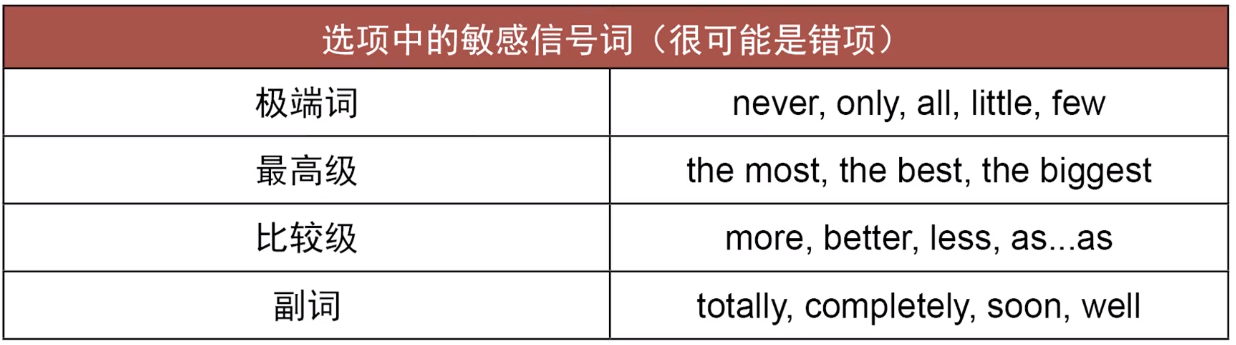 选项中的敏感信号词（很可能是错项）
极端词 never, only, all, little, few
最高级 the most, the best, the biggest
比较级 more, better, less, as...as
副词 totally, completely, soon, well